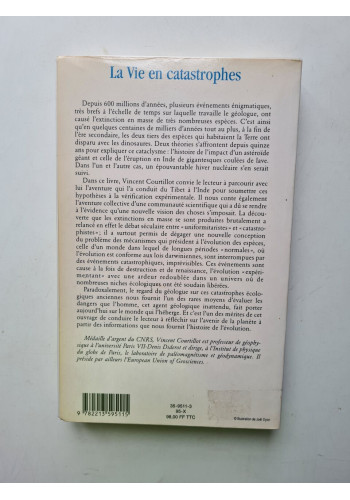 La Vie en catastrophes
Depuis 600 millions d'années, plusieurs événements énigmatiques,
très brefs à l'échelle de temps sur laquelle travaille le géologue, ont
causé l'extinction en masse de très nombreuses espèces. C'est ainsi
qu'en quelques centaines de milliers d'années tout au plus, à la fin de
l'ère secondaire, les deux tiers des espèces qui habitaient la Terre ont
disparu avec les dinosaures. Deux théories s'affrontent depuis quinze
ans pour expliquer ce cataclysme : l'histoire de l'impact d'un astéroïde
géant et celle de l'éruption en Inde de gigantesques coulées de lave.
Dans l'un et l'autre cas, un épouvantable hiver nucléaire s'en serait
suivi.
Dans ce livre, Vincent Courtillot convie le lecteur à parcourir avec
lui l'aventure qui l'a conduit du Tibet à l'Inde pour soumettre ces
hypothèses à la vérification expérimentale. Il nous conte également
l'aventure collective d'une communauté scientifique qui a dû se rendre
à l'évidence qu'une nouvelle vision des choses s'imposait. La découverte
que les extinctions en masse se sont produites brutalement a
relancé en effet le débat séculaire entre «uniformitaristes» et «catastrophistes» ;
il a surtout permis de dégager une nouvelle conception
du problème des mécanismes qui président à l'évolution des espèces,
celle d'un monde dans lequel de longues périodes «normales», où
l'évolution est conforme aux lois darwiniennes, sont interrompues par
des événements catastrophiques, imprévisibles. Ces événements sont
cause à la fois de destruction et de renaissance, l'évolution «expérimentant»
avec une ardeur redoublée dans un univers où de
nombreuses niches écologiques ont été soudain libérées.
Paradoxalement, le regard du géologue sur ces catastrophes écologiques
anciennes nous fournit l'un des rares moyens d'évaluer les
dangers que l'homme, cet agent géologique inattendu, fait porter
aujourd'hui sur le monde qui l'héberge. Et ce n'est l'un des mérites de cet
ouvrage de conduire le lecteur à réfléchir sur l'avenir de la planète à
partir des informations que nous fournit l'histoire de l'évolution.
Médaille d'argent du CNRS, Vincent Courtillot est professeur de géophysique
à l'université Paris VII-Denis Diderot et dirige, à l'Institut de physique
du globe de Paris, le laboratoire de paléomagnétisme et géodynamique. Il
préside par ailleurs l'European Union of Geosciences.
35-9511-5
95-X
98,00 FF TTC
9 782213 595115